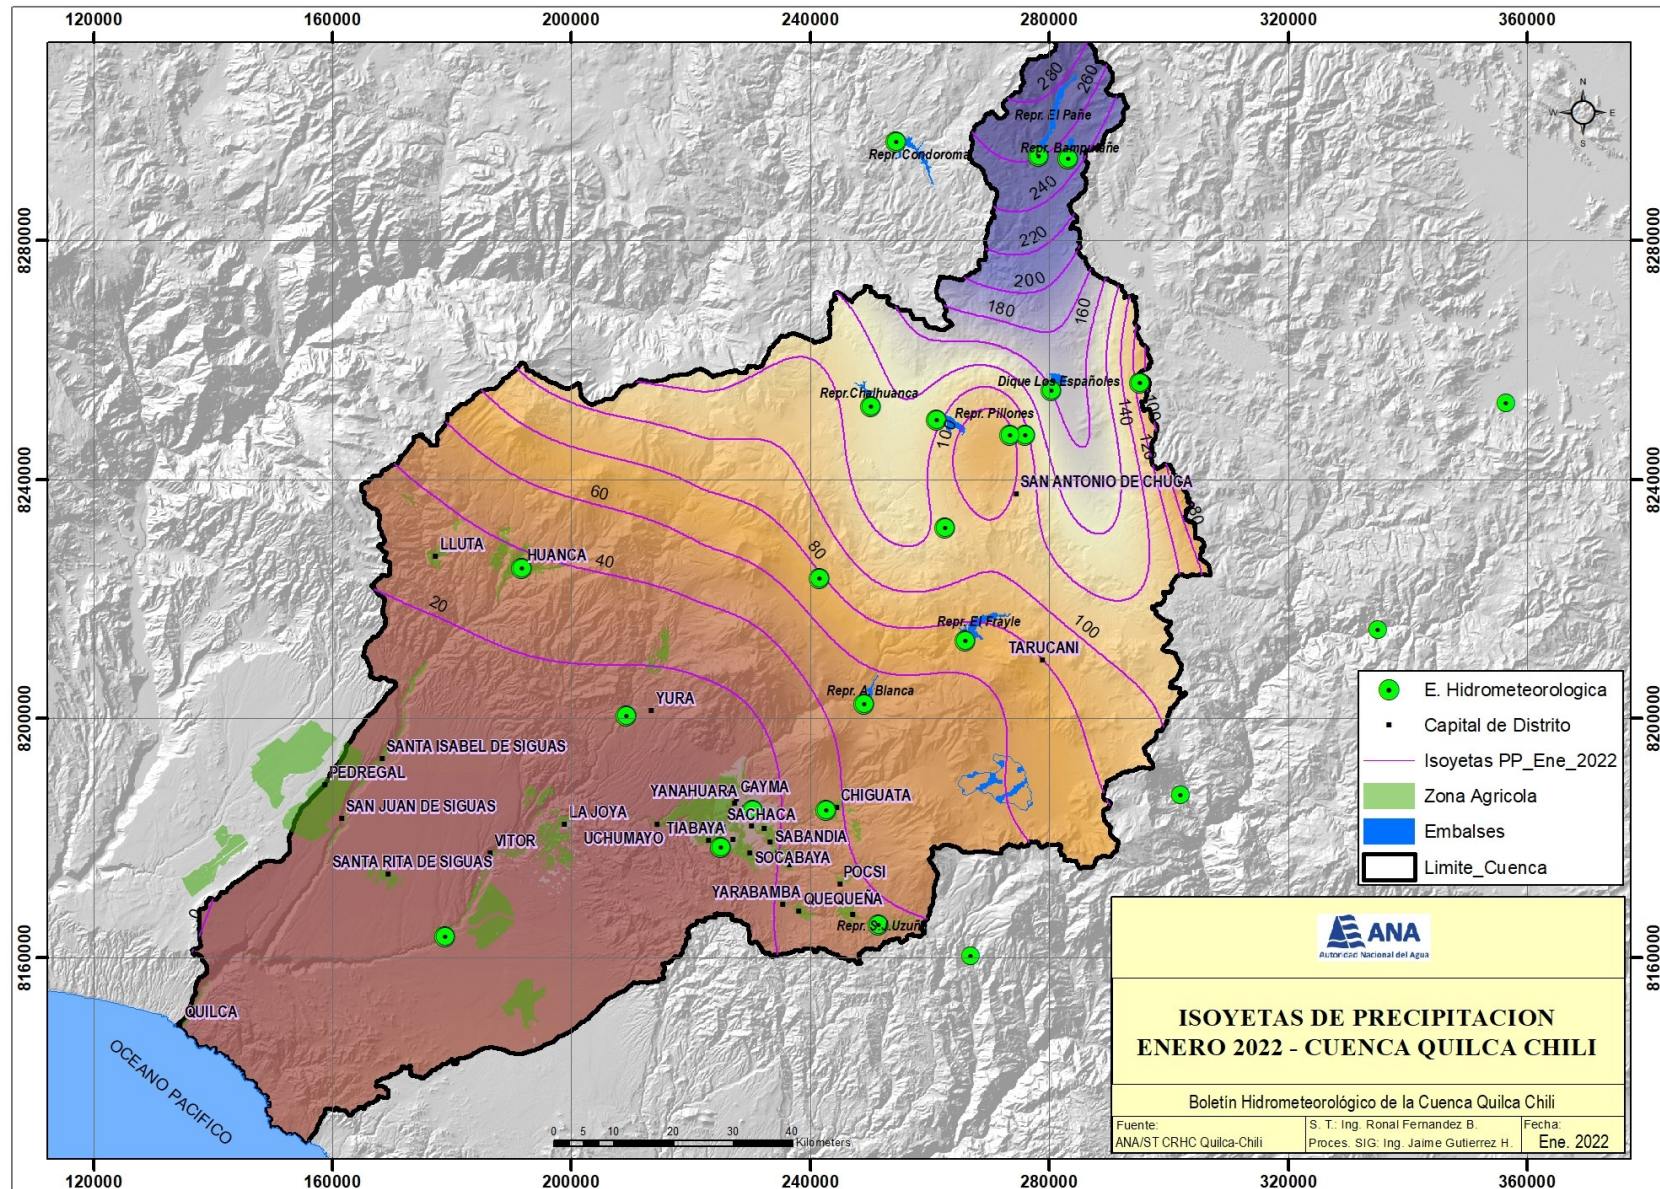 120000 160000 200000 240000 280000 320000 360000
8280000 8280000
8240000 8240000
8200000 8200000
8160000 8160000
N
W E
S
280
260
Repr. El Pañe
Repr. Condoroma
Repr. Bamputañe
240
220
200
180
160
Repr.Chalhuanca
Dique Los Españoles
Repr. Pillones
100
140
100
120
SAN ANTONIO DE CHUGA
60
80
80
LLUTA
HUANCA
40
20
Repr. El Frayle
100
TARUCANI
Repr. A. Blanca
YURA
SANTA ISABEL DE SIGUAS
PEDREGAL
SAN JUAN DE SIGUAS
YANAHUARA
CAYMA
CHIGUATA
LA JOYA
SACHACA
UCHUMAYO
TIABAYA
SABANDIA
VITOR
SOCABAYA
SANTA RITA DE SIGUAS
POCSI
YARABAMBA
QUEQUEÑA
0
QUILCA
OCEANO PACIFICO
0 5 10 20 30 40
Kilometers
E. Hidrometeorologica
Capital de Distrito
Isoyetas PP_Ene_2022
Zona Agricola
Embalses
Limite_Cuenca
ANA
Autoridad Nacional del Agua
ISOYETAS DE PRECIPITACION
ENERO 2022 - CUENCA QUILCA CHILI
Boletín Hidrometeorológico de la Cuenca Quilca Chili
Fuente:
ANA/ST CRHC Quilca-Chili
S. T.: Ing. Ronal Fernandez B.
Proces. SIG: Ing. Jaime Gutierrez H.
Fecha:
Ene. 2022
120000 160000 200000 240000 280000 320000 360000